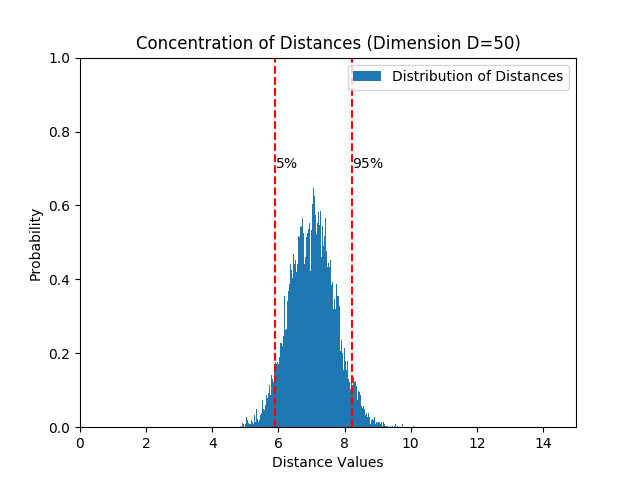 Concentration of Distances (Dimension D=50)
Distribution of Distances
1.0
0.8
0.6
0.4
0.2
0.0
Probability
5%
95%
0 2 4 6 8 10 12 14
Distance Values